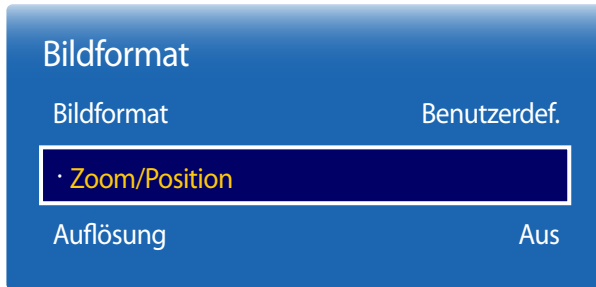 Bildformat
Bildformat Benutzerdef.
· Zoom/Position
Auflösung Aus